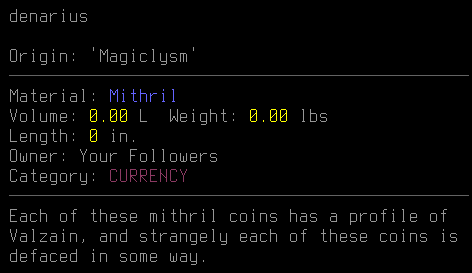 denarius
Origin: 'Magiclysm'
Material: Mithril
Volume: 0.00 L  Weight: 0.00 lbs
Length: 0 in.
Owner: Your Followers
Category: CURRENCY
Each of these mithril coins has a profile of
Valzain, and strangely each of these coins is
defaced in some way.